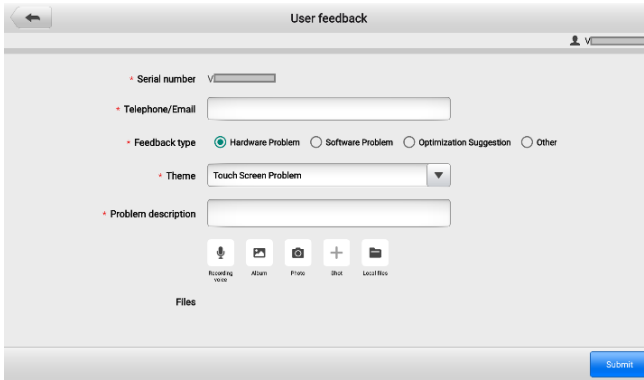 User feedback
V
* Serial number V
* Telephone/Email
* Feedback type Hardware Problem Software Problem Optimization Suggestion Other
* Theme Touch Screen Problem
* Problem description
Recording voice Album Photo Shot Local files
Files
Submit